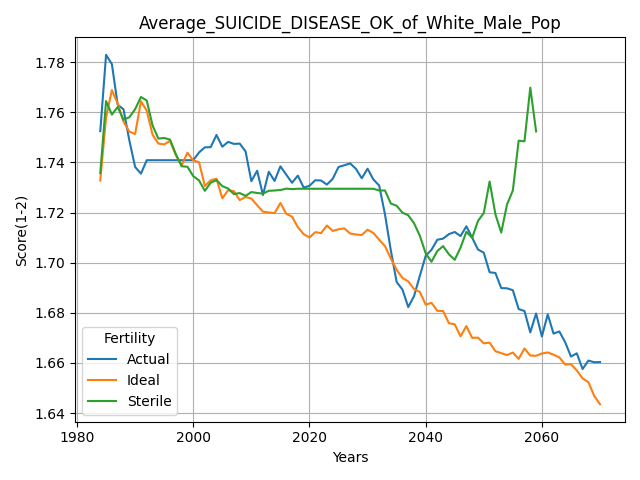 Average_SUICIDE_DISEASE_OK_of_White_Male_Pop
Score(1-2)
1.78
1.76
1.74
1.72
1.70
1.68
1.66
1.64
Fertility
Actual
Ideal
Sterile
1980
2000
2020
2040
2060
Years